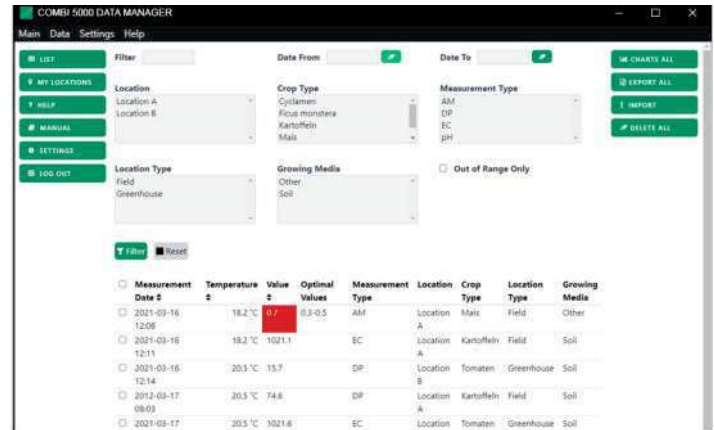 COMBI 5000 DATA MANAGER
Main Data Settings Help
LIST
MY LOCATIONS
HELP
MANUAL
SETTINGS
LOG OUT
Filter Date From Date To
Location
Location A
Location B
Crop Type
Cyclamen
Ficus monstera
Kartoffeln
Mais
Measurement Type
AM
DP
EC
pH
CHARTS ALL
EXPORT ALL
IMPORT
DELETE ALL
Location Type
Field
Greenhouse
Growing Media
Other
Soil
Out of Range Only
Filter Reset
Measurement Temperature Value Optimal Measurement Location Crop Location Growing
Date Values Type Type Type Media
2021-03-16 18.2 °C 0.7 0.3-0.5 AM Location Mais Field Other
12:08 A
2021-03-16 18.2 °C 1021.1 EC Location Kartoffeln Field Soil
12:11 A
2021-03-16 20.5 °C 15.7 DP Location Tomaten Greenhouse Soil
12:14 B
2012-03-17 20.5 °C 74.6 DP Location Kartoffeln Field Soil
08:03 A
2021-03-17 20.5 °C 1021.6 EC Location Tomaten Greenhouse Soil